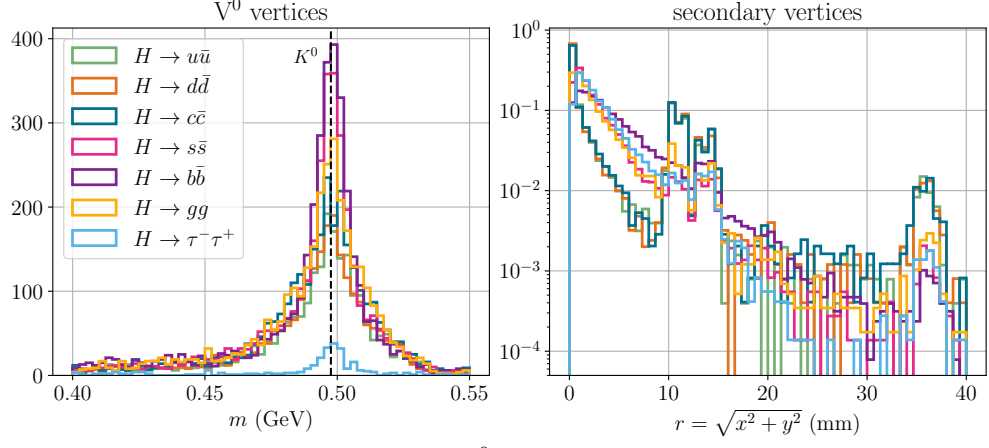 V⁰ vertices
400
300
200
100
0
H → uū
H → dd̄
H → cc̄
H → ss̄
H → bb̄
H → gg
H → τ⁻τ⁺
K⁰
0.40 0.45 0.50 0.55
m (GeV)
secondary vertices
10⁰
10⁻¹
10⁻²
10⁻³
10⁻⁴
0 10 20 30 40
r = √x² + y² (mm)